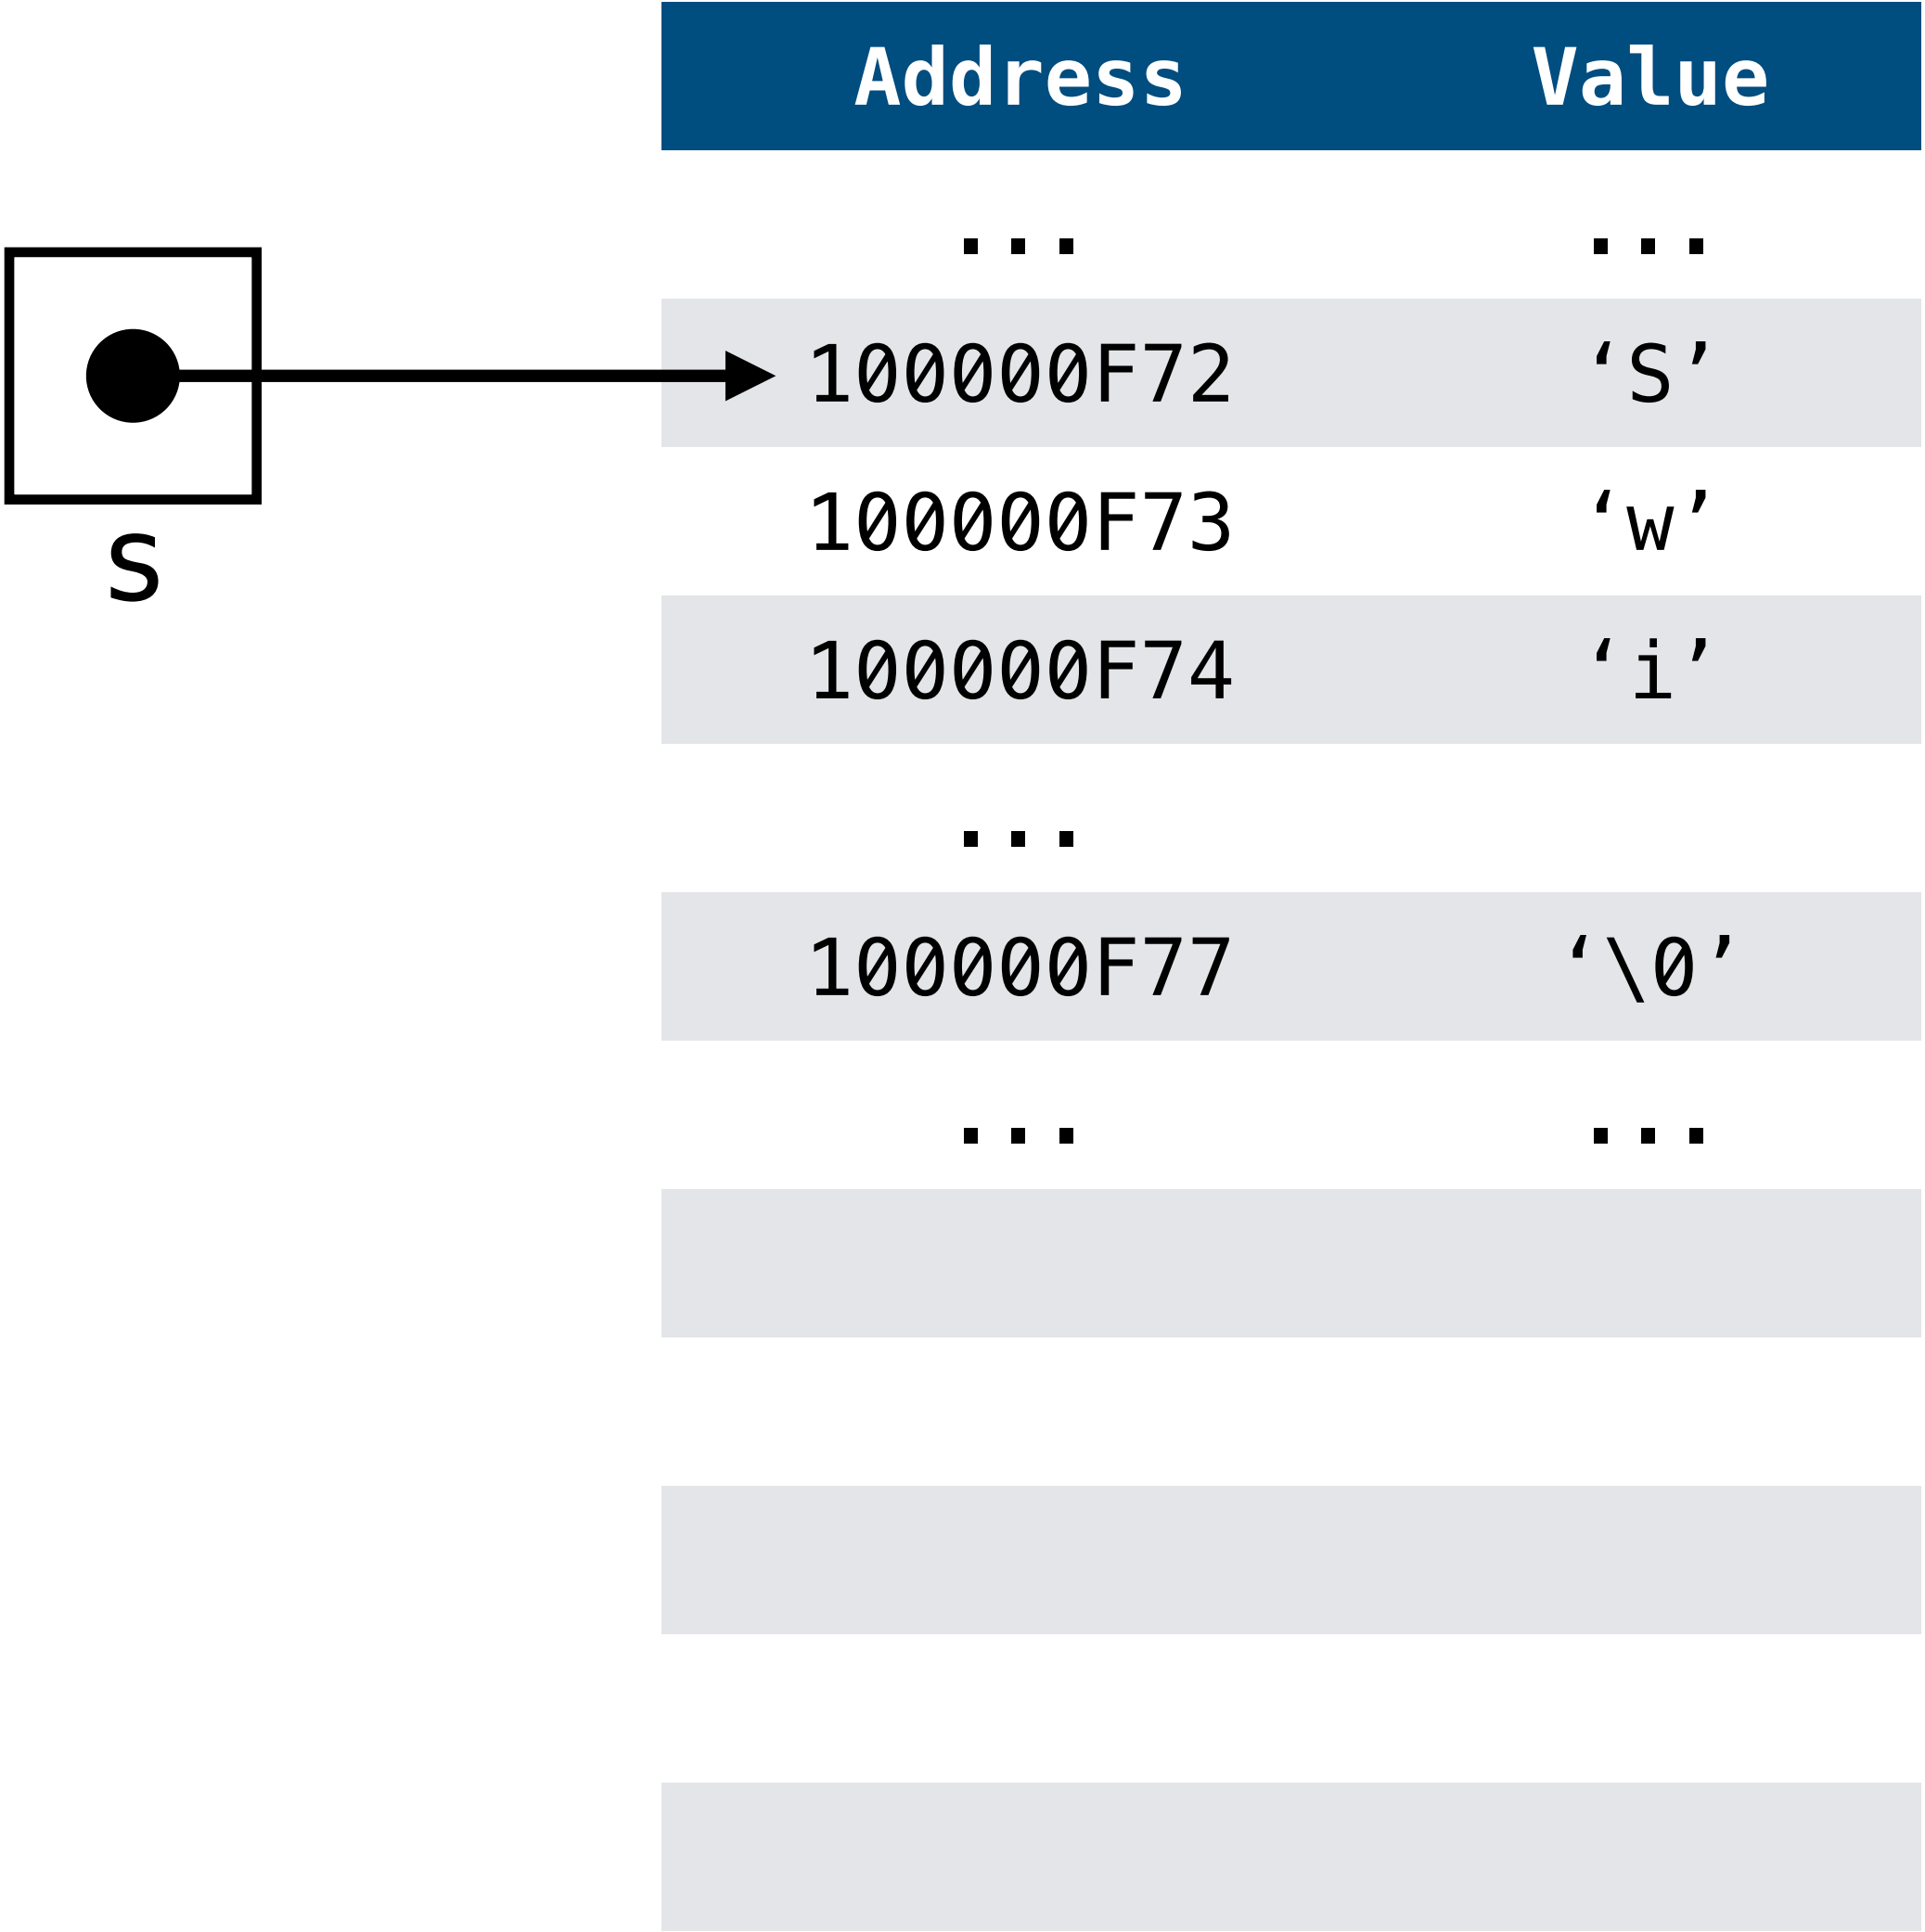 Address Value
... ...
100000F72 ‘S’
100000F73 ‘w’
s
100000F74 ‘i’
...
100000F77 ‘\0’
... ...